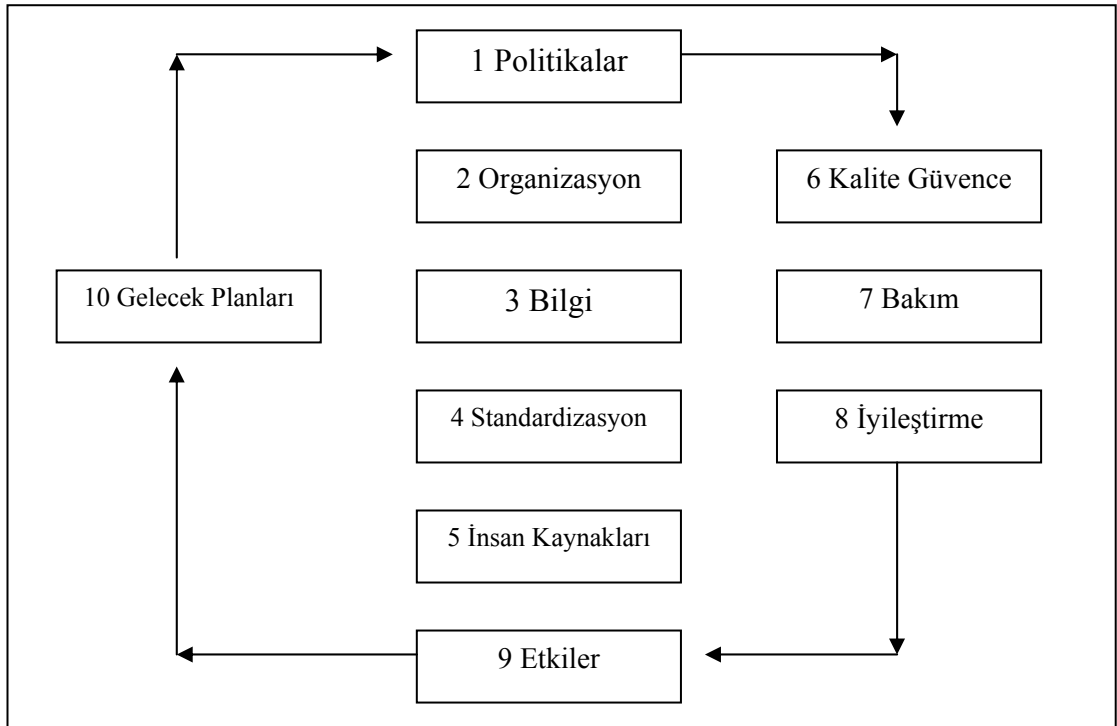 1 Politikalar
2 Organizasyon
6 Kalite Güvence
10 Gelecek Planları
3 Bilgi
7 Bakım
4 Standardizasyon
8 İyileştirme
5 İnsan Kaynakları
9 Etkiler